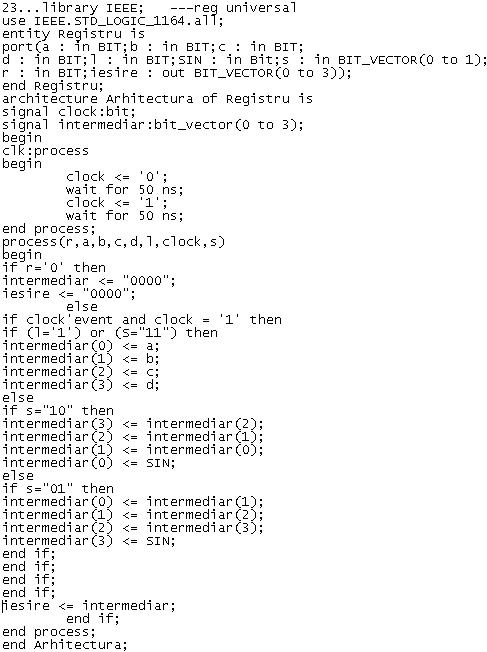 23...library IEEE;   ---reg universal
use IEEE.STD_LOGIC_1164.all;
entity Registru is
port(a : in BIT;b : in BIT;c : in BIT;
d : in BIT;l : in BIT;SIN : in Bit;s : in BIT_VECTOR(0 to 1);
r : in BIT;iesire : out BIT_VECTOR(0 to 3));
end Registru;
architecture Arhitectura of Registru is
signal clock:bit;
signal intermediar:bit_vector(0 to 3);
begin
clk:process
begin
        clock <= '0';
        wait for 50 ns;
        clock <= '1';
        wait for 50 ns;
end process;
process(r,a,b,c,d,l,clock,s)
begin
if r='0' then
intermediar <= "0000";
iesire <= "0000";
        else
if clock'event and clock = '1' then
if (l='1') or (S="11") then
intermediar(0) <= a;
intermediar(1) <= b;
intermediar(2) <= c;
intermediar(3) <= d;
else
if s="10" then
intermediar(3) <= intermediar(2);
intermediar(2) <= intermediar(1);
intermediar(1) <= intermediar(0);
intermediar(0) <= SIN;
else
if s="01" then
intermediar(0) <= intermediar(1);
intermediar(1) <= intermediar(2);
intermediar(2) <= intermediar(3);
intermediar(3) <= SIN;
end if;
end if;
end if;
end if;
iesire <= intermediar;
        end if;
end process;
end Arhitectura;